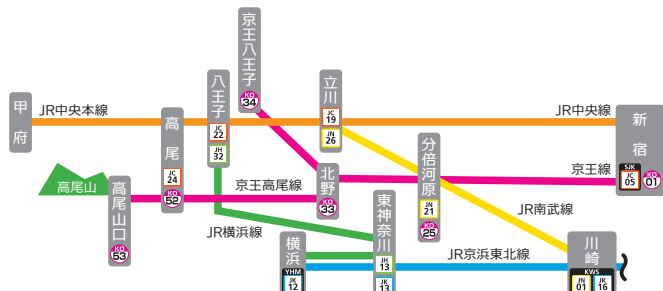 京王八王子
KO
34
八王子
JC
22
JH
32
立川
JC
19
JN
26
甲府
JR中央本線
JR中央線
高尾
JC
24
KO
52
新宿
SJK
JC
05
KO
01
分倍河原
JN
21
KO
25
北野
KO
33
京王線
高尾山
高尾山口
KO
53
京王高尾線
東神奈川
JH
13
JK
13
JR南武線
JR横浜線
横浜
YHM
JK
12
JR京浜東北線
川崎
KWS
JN
01
JK
16